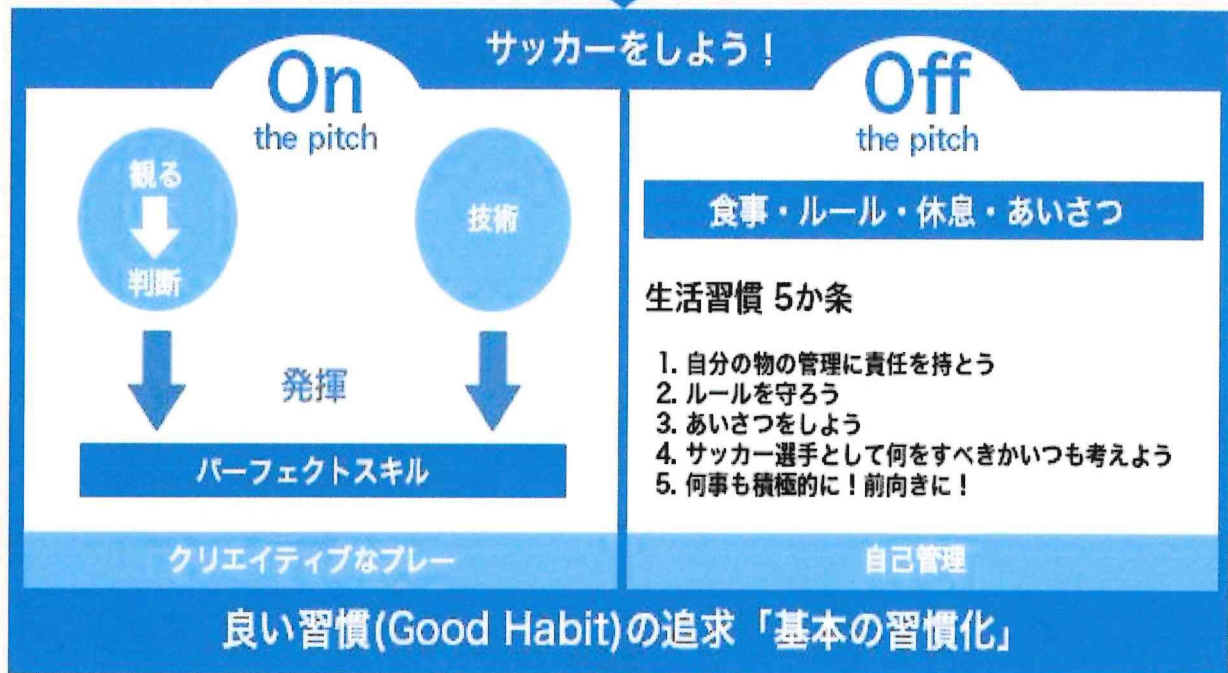 サッカーをしよう！
On
the pitch
観る
判断
技術
発揮
パーフェクトスキル
クリエイティブなプレー
Off
the pitch
食事・ルール・休息・あいさつ
生活習慣 5か条
1. 自分の物の管理に責任を持とう
2. ルールを守ろう
3. あいさつをしよう
4. サッカー選手として何をすべきかいつも考えよう
5. 何事も積極的に！前向きに！
自己管理
良い習慣(Good Habit)の追求「基本の習慣化」